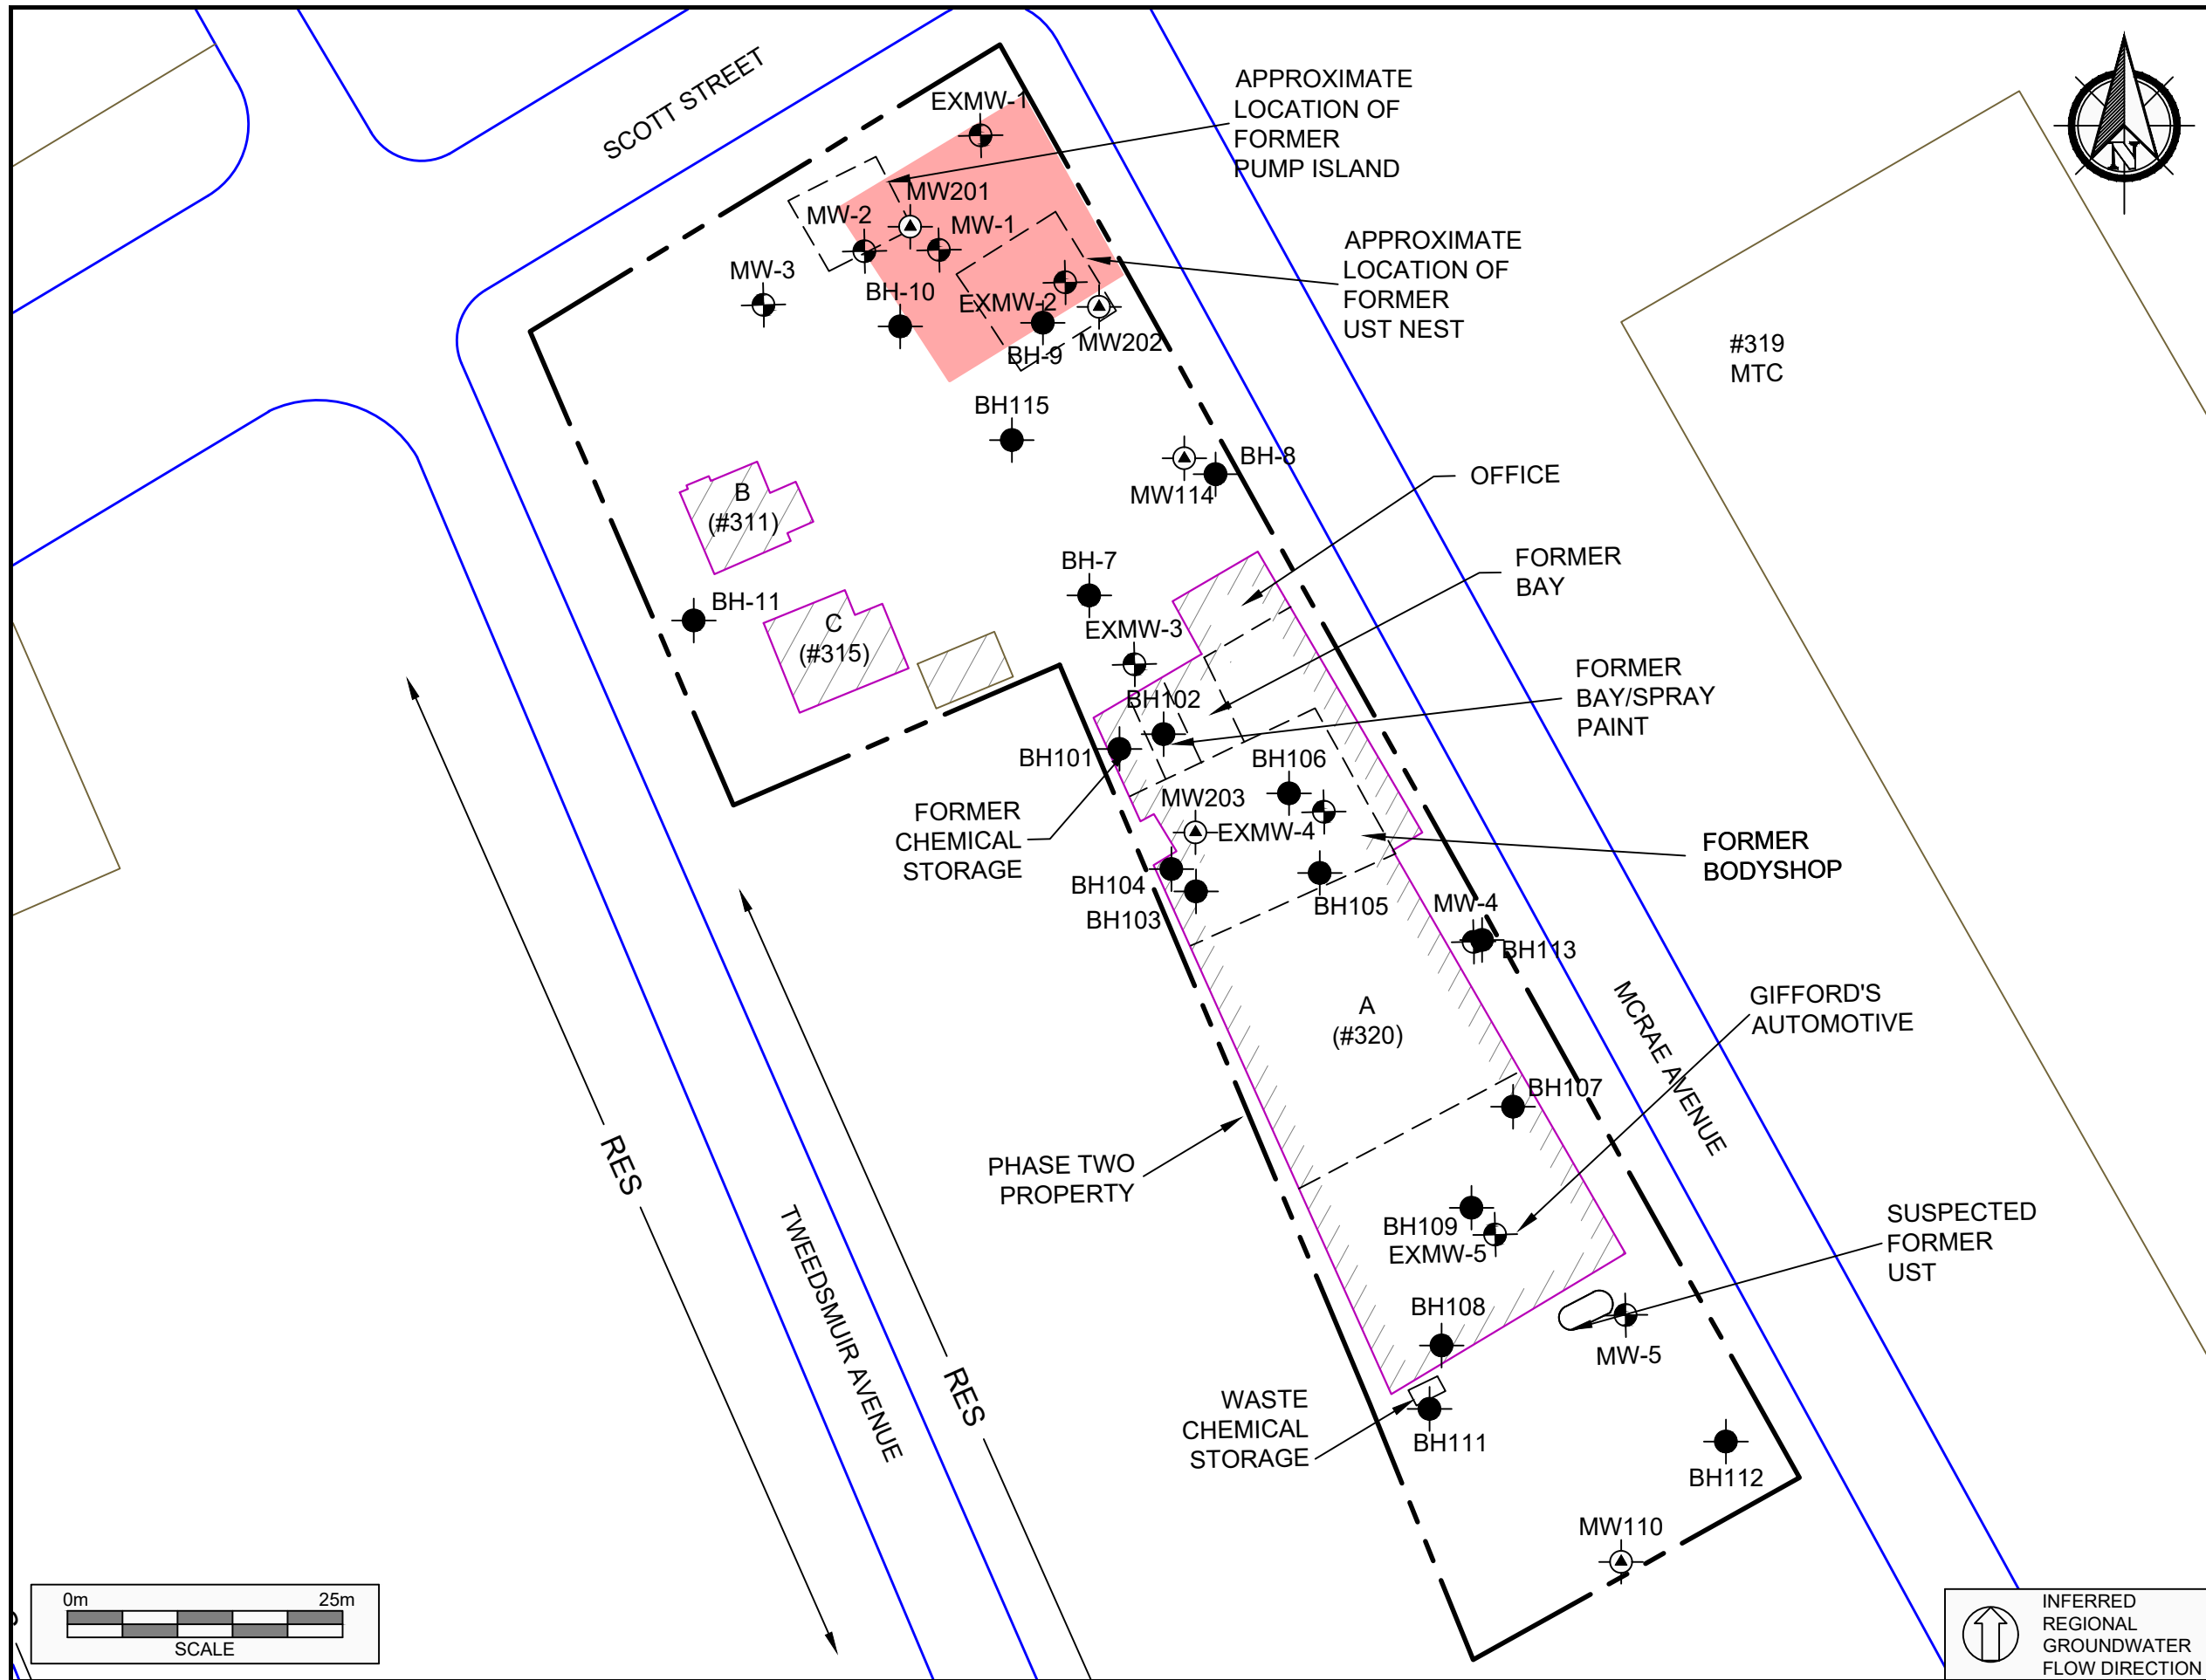 SCOTT STREET
EXMW-1
APPROXIMATE
LOCATION OF
FORMER
PUMP ISLAND
N
MW201
MW-2
MW-1
MW-3
BH-10
EXMW-2
BH-9
MW202
APPROXIMATE
LOCATION OF
FORMER
UST NEST
#319
MTC
BH115
BH-8
MW114
OFFICE
B
(#311)
BH-7
FORMER
BAY
BH-11
C
(#315)
EXMW-3
BH102
FORMER
BAY/SPRAY
PAINT
BH101
BH106
FORMER
CHEMICAL
STORAGE
MW203
EXMW-4
FORMER
BODYSHOP
BH104
BH103
BH105
MW-4
BH113
A
(#320)
GIFFORD'S
AUTOMOTIVE
MCRAE AVENUE
BH107
RES
PHASE TWO
PROPERTY
TWEEDSMUIR AVENUE
BH109
EXMW-5
SUSPECTED
FORMER
UST
BH108
MW-5
RES
WASTE
CHEMICAL
STORAGE
BH111
BH112
MW110
0m 25m
SCALE
INFERRED
REGIONAL
GROUNDWATER
FLOW DIRECTION